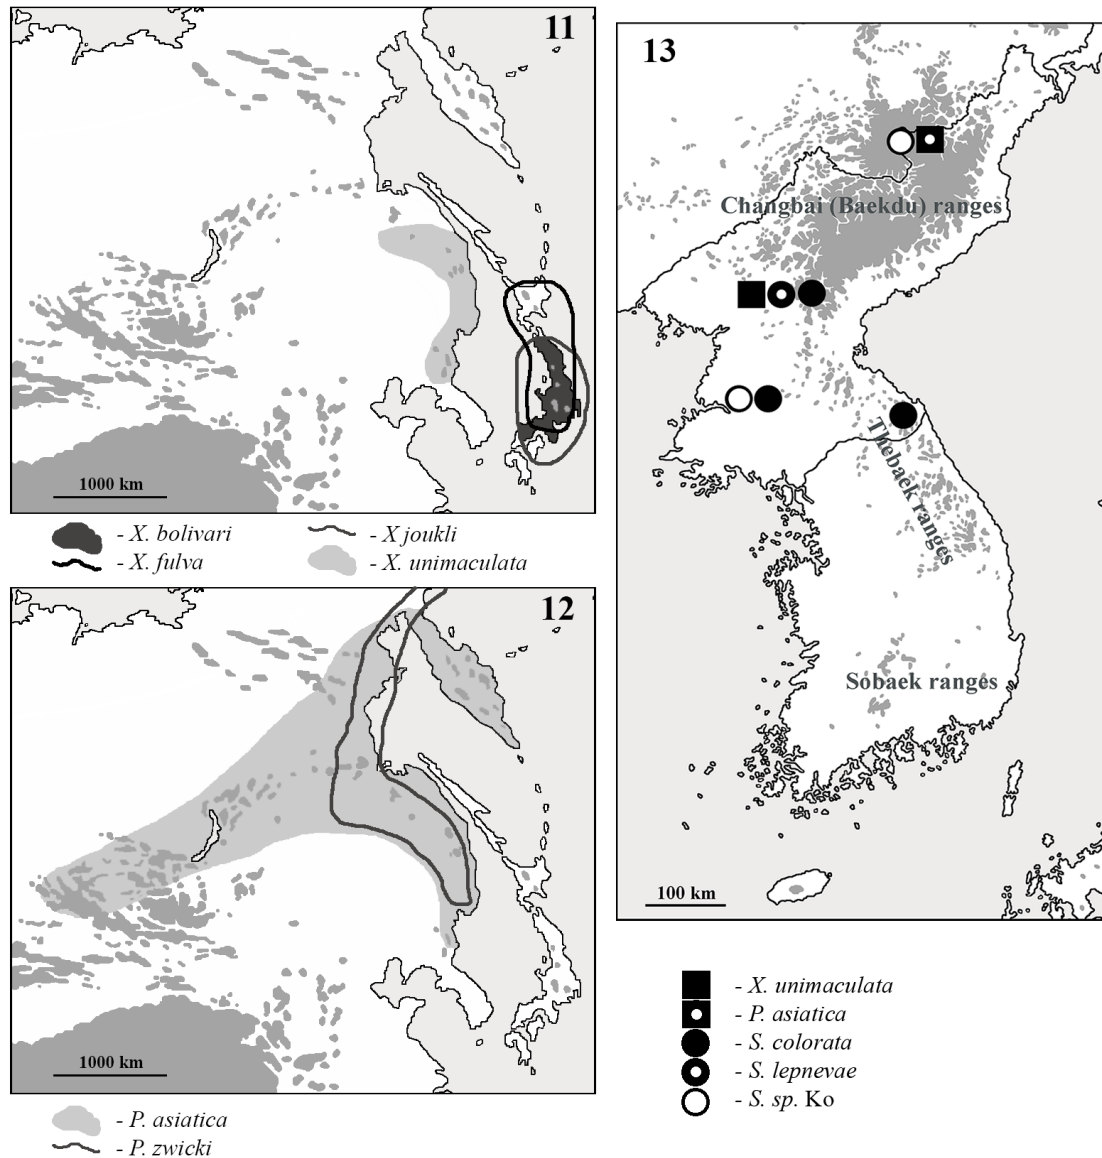 11
1000 km
- X. bolivari
- X. fulva
- X joukli
- X. unimaculata
12
1000 km
- P. asiatica
- P. zwicki
13
Changbai (Baekdu) ranges
Thebaek ranges
Sobaek ranges
100 km
- X. unimaculata
- P. asiatica
- S. colorata
- S. lepnevae
- S. sp. Ko